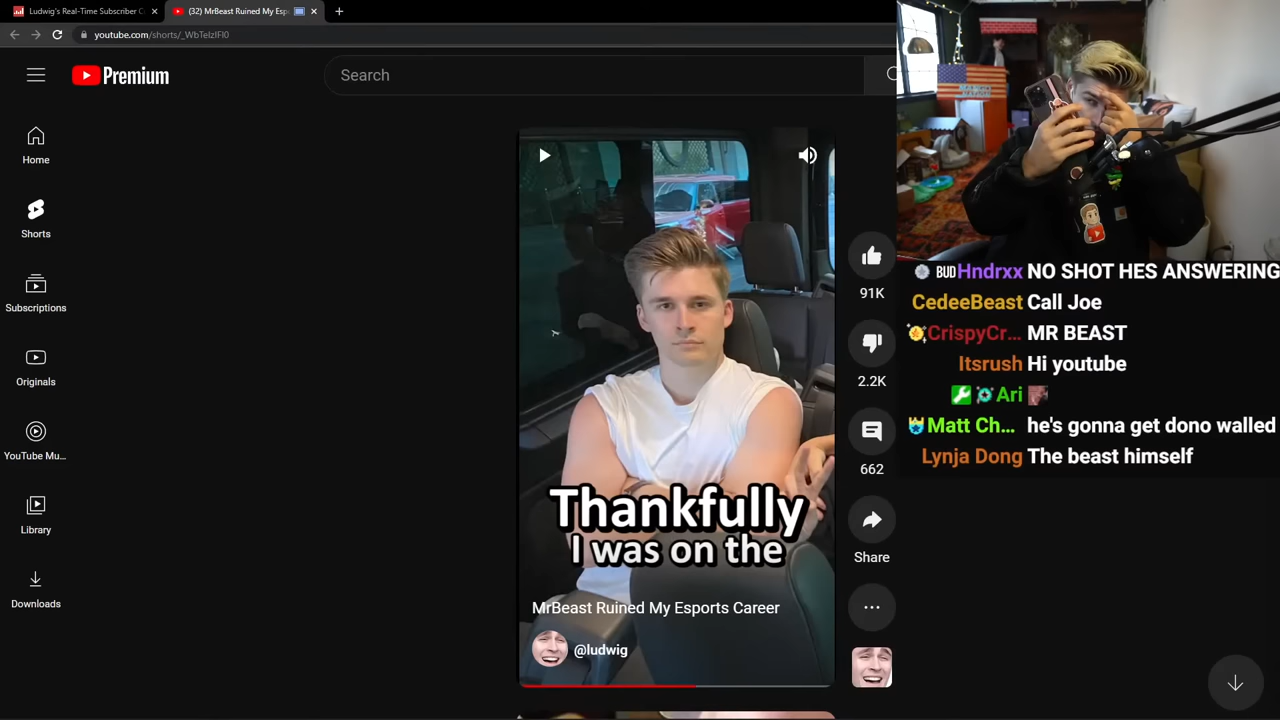 Ludwig's Real-Time Subscriber C
(32) MrBeast Ruined My Esp
youtube.com/shorts/_WbTelzIFI0
Premium
Search
Home
Shorts
Subscriptions
Originals
YouTube Mu...
Library
Downloads
Thankfully
I was on the
MrBeast Ruined My Esports Career
@ludwig
91K
2.2K
662
Share
BUD Hndrxx NO SHOT HES ANSWERING
CedeeBeast Call Joe
CrispyCr... MR BEAST
Itsrush Hi youtube
Ari
Matt Ch... he's gonna get dono walled
Lynja Dong The beast himself